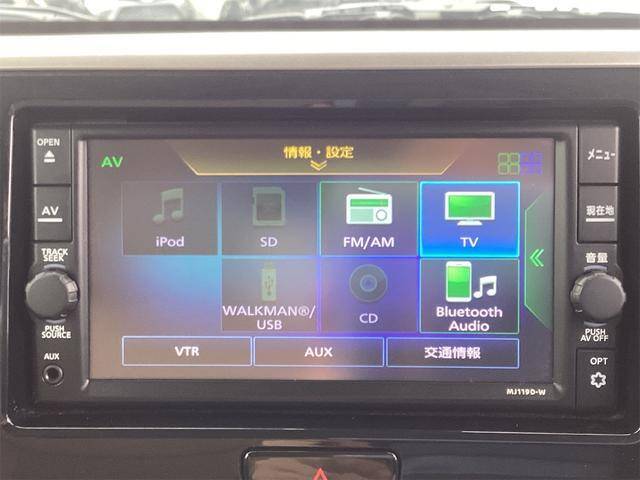 OPEN
AV
情報・設定
メニュー
iPod
SD
FM/AM
TV
AV
現在地
TRACK
SEEK
音量
WALKMAN®/
USB
CD
Bluetooth
Audio
PUSH
SOURCE
PUSH
AV OFF
VTR
AUX
交通情報
AUX
OPT
MJ119D-W